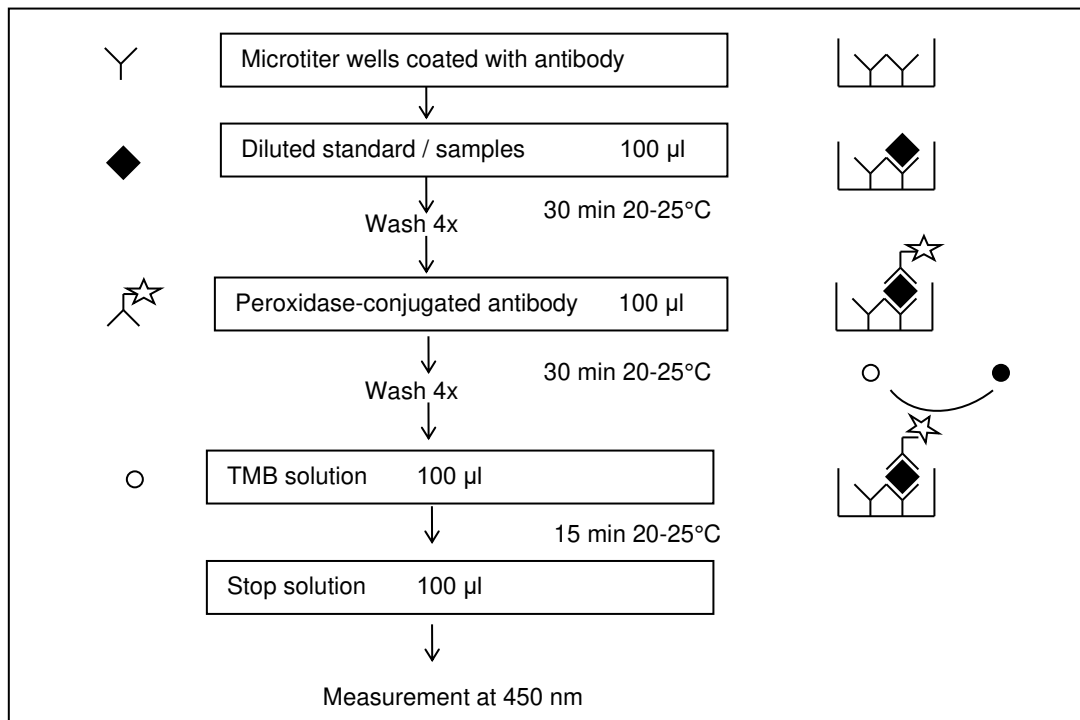 Microtiter wells coated with antibody
Diluted standard / samples 100 µl
30 min 20-25°C
Wash 4x
Peroxidase-conjugated antibody 100 µl
30 min 20-25°C
Wash 4x
TMB solution 100 µl
15 min 20-25°C
Stop solution 100 µl
Measurement at 450 nm